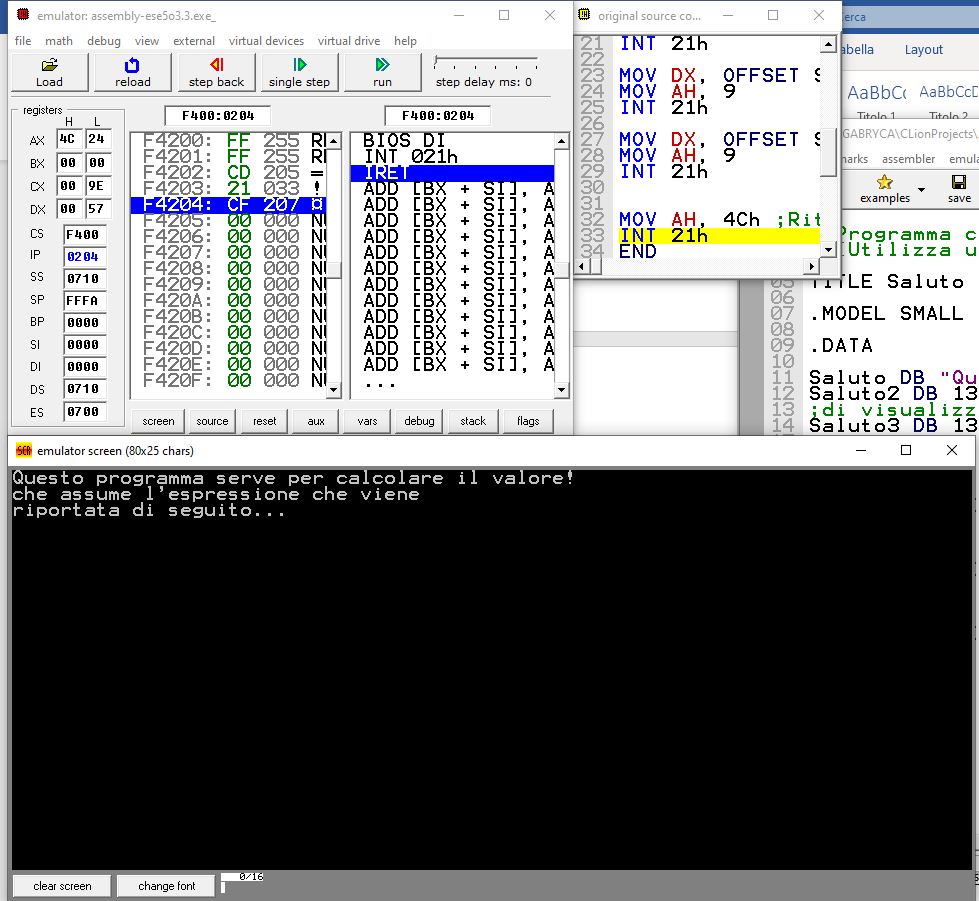 emulator: assembly-ese5o3.3.exe_
file math debug view external virtual devices virtual drive help
Load reload step back single step run step delay ms: 0
registers
H L
AX 4C 24
BX 00 00
CX 00 9E
DX 00 57
CS F400
IP 0204
SS 0710
SP FFFA
BP 0000
SI 0000
DI 0000
DS 0710
ES 0700
F400:0204
F4200: FF 255
F4201: FF 255
F4202: CD 205 =
F4203: 21 033 !
F4204: CF 207 ¤
F4205: 00 000
F4206: 00 000
F4207: 00 000
F4208: 00 000
F4209: 00 000
F420A: 00 000
F420B: 00 000
F420C: 00 000
F420D: 00 000
F420E: 00 000
F420F: 00 000
F400:0204
BIOS DI
INT 021h
IRET
ADD [BX + SI], A
ADD [BX + SI], A
ADD [BX + SI], A
ADD [BX + SI], A
ADD [BX + SI], A
ADD [BX + SI], A
ADD [BX + SI], A
ADD [BX + SI], A
ADD [BX + SI], A
ADD [BX + SI], A
ADD [BX + SI], A
ADD [BX + SI], A
...
screen source reset aux vars debug stack flags
original source co...
21 INT 21h
22
23 MOV DX, OFFSET S
24 MOV AH, 9
25 INT 21h
26
27 MOV DX, OFFSET S
28 MOV AH, 9
29 INT 21h
30
31
32 MOV AH, 4Ch ;Rit
33 INT 21h
34 END
erca
abella Layout
AaBbCc AaBbCcD
Titolo 1 Titolo 2
GABRYCA\CLionProjects\
narks assembler emula
examples save
Programma c
Utilizza u
05 TITLE Saluto
06
07 .MODEL SMALL
08
09 .DATA
10
11 Saluto DB "Qu
12 Saluto2 DB 13
13 ;di visualizz
14 Saluto3 DB 13
emulator screen (80x25 chars)
Questo programma serve per calcolare il valore!
che assume l'espressione che viene
riportata di seguito...
clear screen change font 0/16